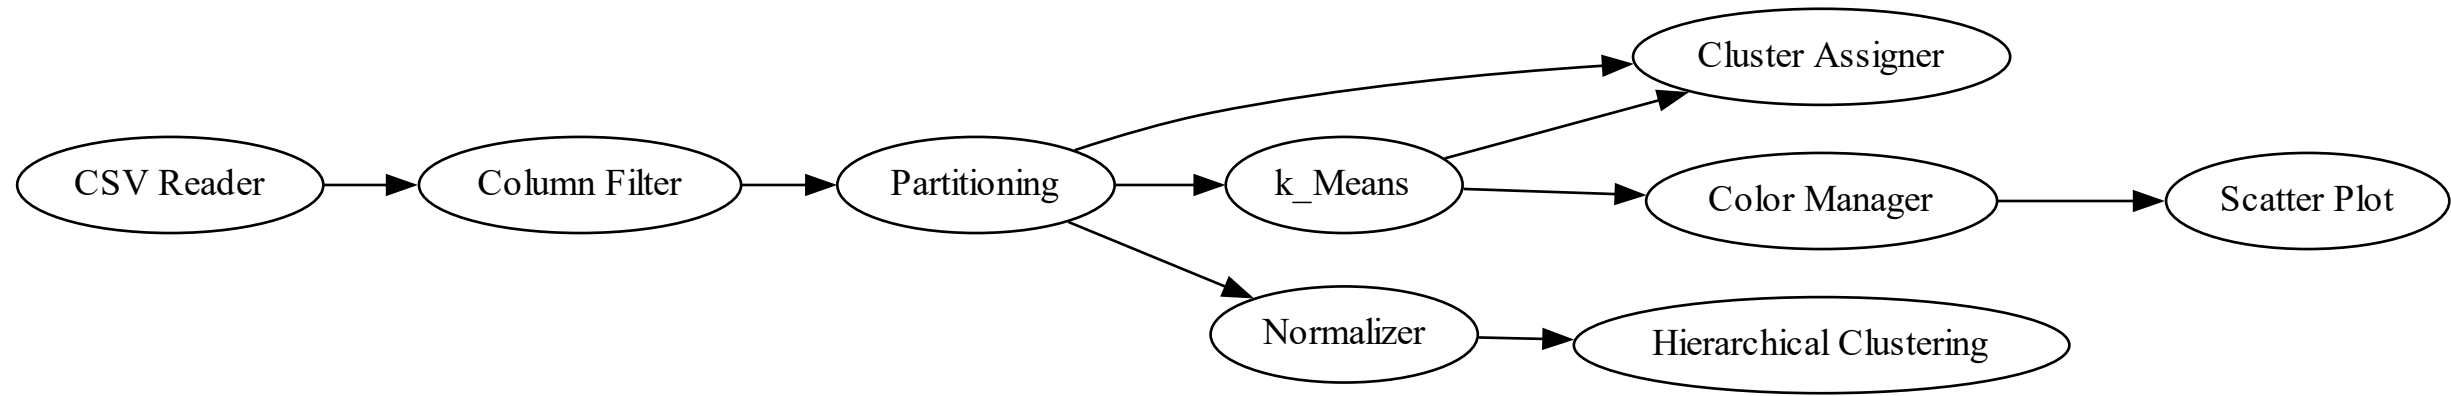 CSV Reader
Column Filter
Partitioning
k_Means
Normalizer
Cluster Assigner
Color Manager
Hierarchical Clustering
Scatter Plot